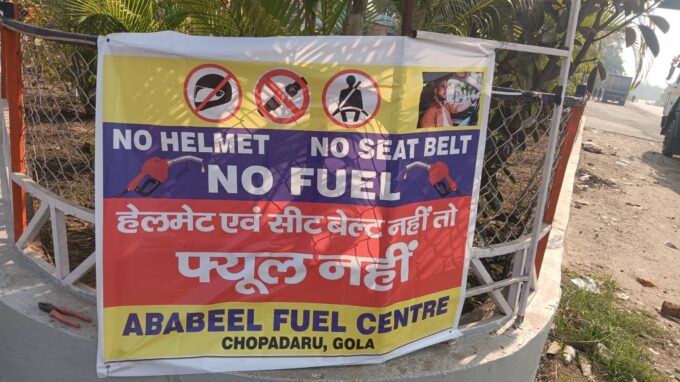 NO HELMET NO SEAT BELT
NO FUEL
हेलमेट एवं सीट बेल्ट नहीं तो
फ्यूल नहीं
ABABEEL FUEL CENTRE
CHOPADARU, GOLA